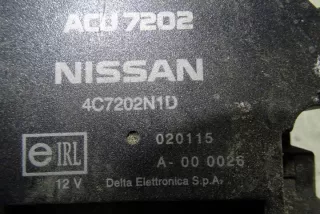 ACU 7202
NISSAN
4C7202N1D
020115
e IRL
A- 00 0026
12 V
Delta Elettronica S.p.A.